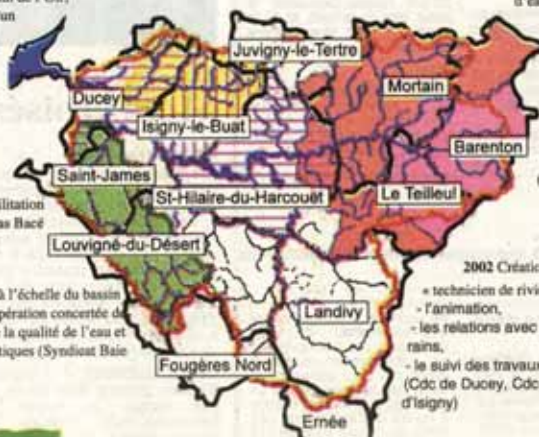 un
d'ea
Juvigny-le-Tertre
Mortain
Ducey
Isigny-le-Buat
Barenton
Saint-James
St-Hilaire-du-Harcouët
Le Teilleul
ilitation
as Bacé
Louvigné-du-Désert
à l'échelle du bassin
pération concertée de
la qualité de l'eau et
tiques (Syndicat Baie
Landivy
Fougères Nord
Ernée
2002 Création
« technicien de riviè
- l'animation,
- les relations avec
rains,
- le suivi des travaux
(Cdc de Ducey, Cdc
d'Isigny)